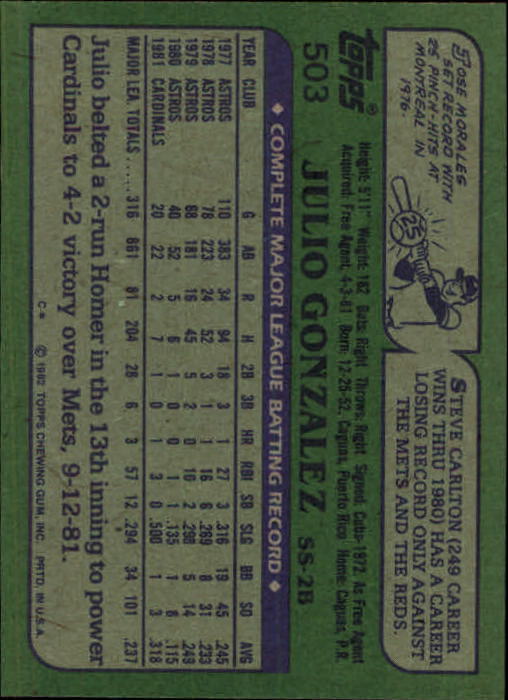 JOSE MORALES
SET RECORD WITH
25 PINCH-HITS AT
MONTREAL IN
1976.
25
STEVE CARLTON (249 CAREER
WINS THRU 1980) HAS A CAREER
LOSING RECORD ONLY AGAINST
THE METS AND THE REDS.
TOPPS®
503
Height: 5'11" Weight: 162 Bats: Right Throws: Right Signed: Cubs-1972 As Free Agent
Acquired: Free Agent, 4-3-81 Born: 12-25-52, Caguas, Puerto Rico Home: Caguas, P.R.
JULIO GONZALEZ SS-2B
◆ COMPLETE MAJOR LEAGUE BATTING RECORD ◆
YEAR CLUB G AB R H 2B 3B HR RBI SB SLG BB SO AVG
1977 ASTROS 110 383 34 94 18 3 1 27 3 .316 19 45 .245
1978 ASTROS 78 223 24 52 3 1 1 16 6 .269 8 31 .233
1979 ASTROS 68 181 16 45 5 2 0 10 2 .298 5 14 .249
1980 ASTROS 40 52 5 6 1 0 0 1 1 .135 1 8 .115
1981 CARDINALS 20 22 2 7 1 0 1 3 0 .500 1 3 .318
MAJOR LEA. TOTALS ..... 316 861 81 204 28 6 3 57 12 .294 34 101 .237
Julio belted a 2-run Homer in the 13th inning to power
Cardinals to 4-2 victory over Mets, 9-12-81.
C* © 1982 TOPPS CHEWING GUM, INC. PRTD. IN U.S.A.